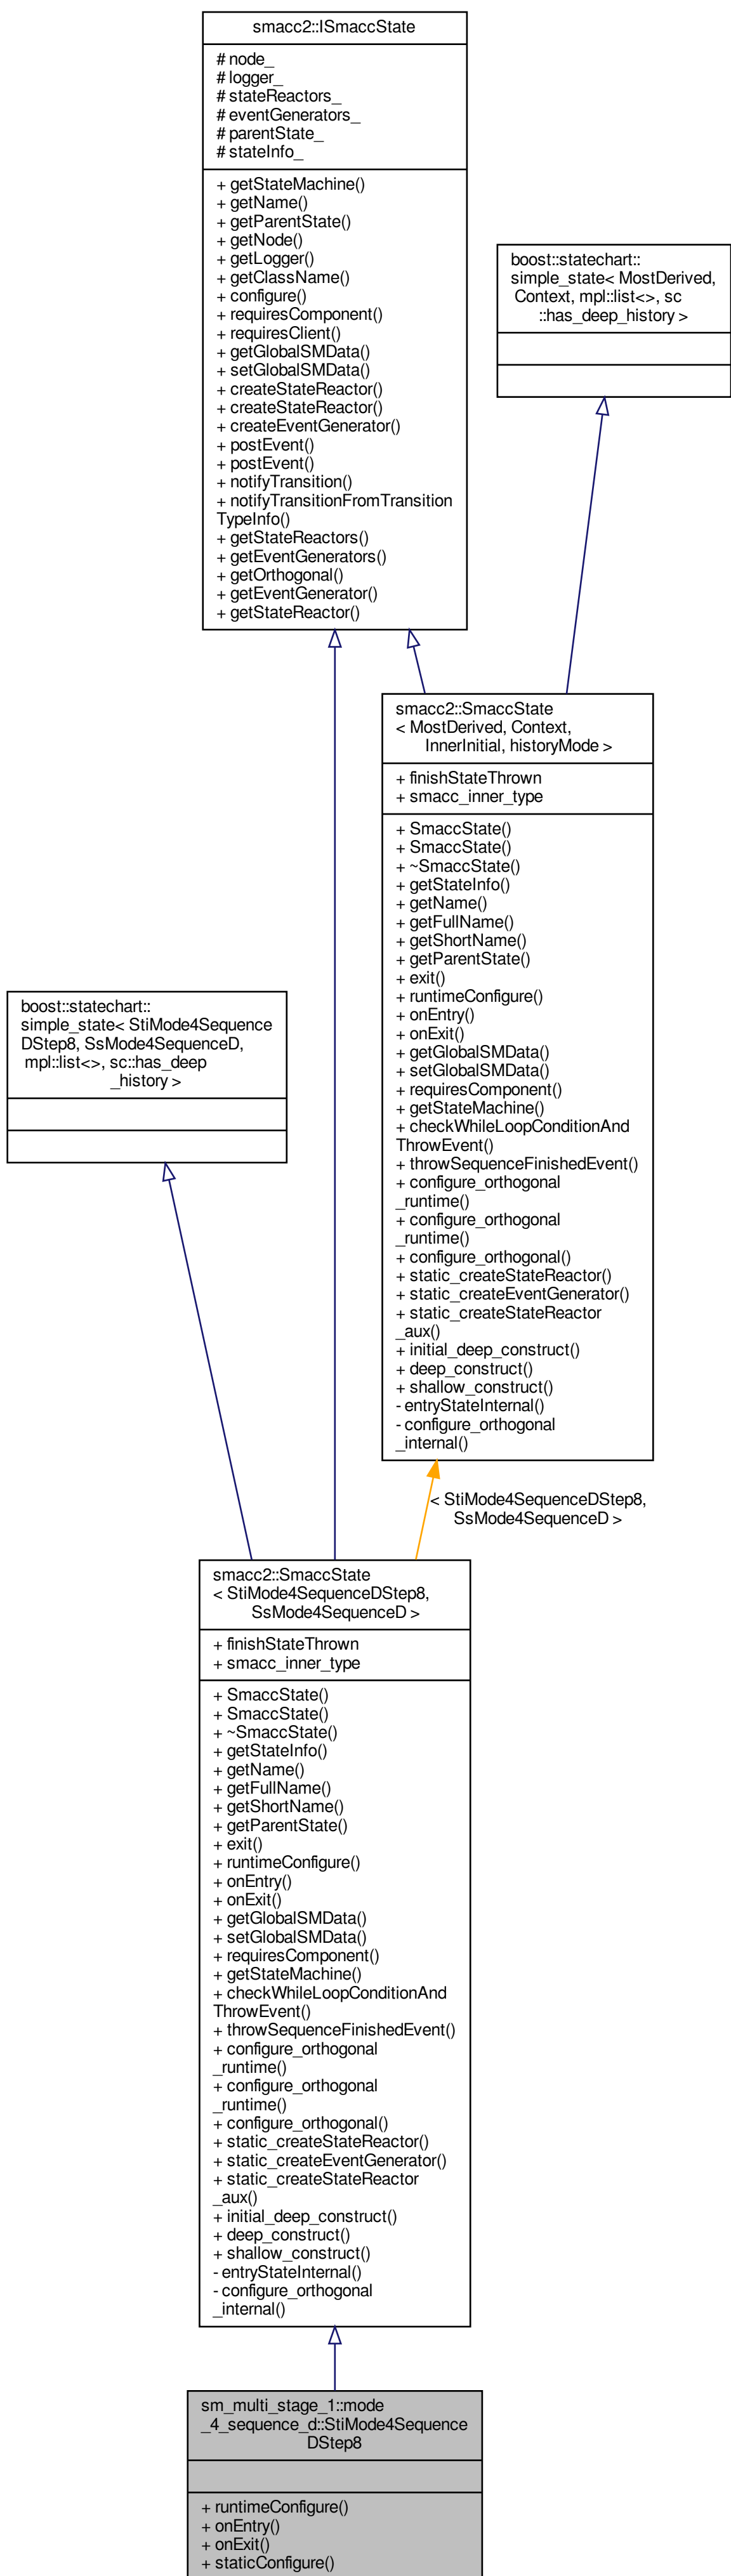 smacc2::ISmaccState
# node_
# logger_
# stateReactors_
# eventGenerators_
# parentState_
# stateInfo_
+ getStateMachine()
+ getName()
+ getParentState()
+ getNode()
+ getLogger()
+ getClassName()
+ configure()
+ requiresComponent()
+ requiresClient()
+ getGlobalSMData()
+ setGlobalSMData()
+ createStateReactor()
+ createStateReactor()
+ createEventGenerator()
+ postEvent()
+ postEvent()
+ notifyTransition()
+ notifyTransitionFromTransition
TypeInfo()
+ getStateReactors()
+ getEventGenerators()
+ getOrthogonal()
+ getEventGenerator()
+ getStateReactor()
boost::statechart::
simple_state< MostDerived,
Context, mpl::list<>, sc
::has_deep_history >
smacc2::SmaccState
< MostDerived, Context,
InnerInitial, historyMode >
+ finishStateThrown
+ smacc_inner_type
+ SmaccState()
+ SmaccState()
+ ~SmaccState()
+ getStateInfo()
+ getName()
+ getFullName()
+ getShortName()
+ getParentState()
+ exit()
+ runtimeConfigure()
+ onEntry()
+ onExit()
+ getGlobalSMData()
+ setGlobalSMData()
+ requiresComponent()
+ getStateMachine()
+ checkWhileLoopConditionAnd
ThrowEvent()
+ throwSequenceFinishedEvent()
+ configure_orthogonal
_runtime()
+ configure_orthogonal
_runtime()
+ configure_orthogonal()
+ static_createStateReactor()
+ static_createEventGenerator()
+ static_createStateReactor
_aux()
+ initial_deep_construct()
+ deep_construct()
+ shallow_construct()
- entryStateInternal()
- configure_orthogonal
_internal()
boost::statechart::
simple_state< StiMode4Sequence
DStep8, SsMode4SequenceD,
mpl::list<>, sc::has_deep
_history >
< StiMode4SequenceDStep8,
SsMode4SequenceD >
smacc2::SmaccState
< StiMode4SequenceDStep8,
SsMode4SequenceD >
+ finishStateThrown
+ smacc_inner_type
+ SmaccState()
+ SmaccState()
+ ~SmaccState()
+ getStateInfo()
+ getName()
+ getFullName()
+ getShortName()
+ getParentState()
+ exit()
+ runtimeConfigure()
+ onEntry()
+ onExit()
+ getGlobalSMData()
+ setGlobalSMData()
+ requiresComponent()
+ getStateMachine()
+ checkWhileLoopConditionAnd
ThrowEvent()
+ throwSequenceFinishedEvent()
+ configure_orthogonal
_runtime()
+ configure_orthogonal
_runtime()
+ configure_orthogonal()
+ static_createStateReactor()
+ static_createEventGenerator()
+ static_createStateReactor
_aux()
+ initial_deep_construct()
+ deep_construct()
+ shallow_construct()
- entryStateInternal()
- configure_orthogonal
_internal()
sm_multi_stage_1::mode
_4_sequence_d::StiMode4Sequence
DStep8
+ runtimeConfigure()
+ onEntry()
+ onExit()
+ staticConfigure()